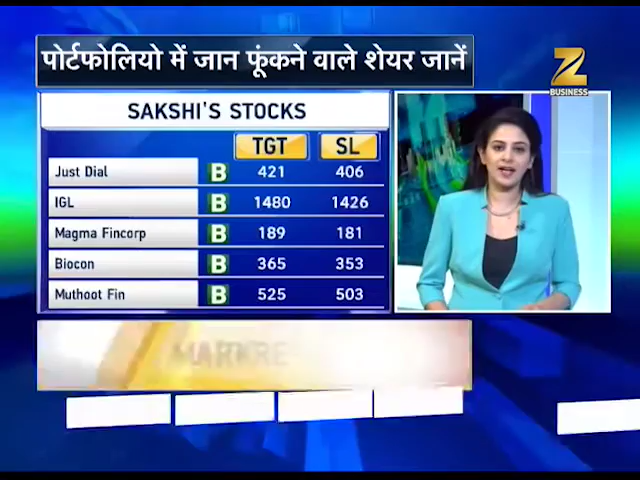 पोर्टफोलियो में जान फूंकने वाले शेयर जानें
Z
BUSINESS
SAKSHI'S STOCKS
TGT SL
Just Dial B 421 406
IGL B 1480 1426
Magma Fincorp B 189 181
Biocon B 365 353
Muthoot Fin B 525 503